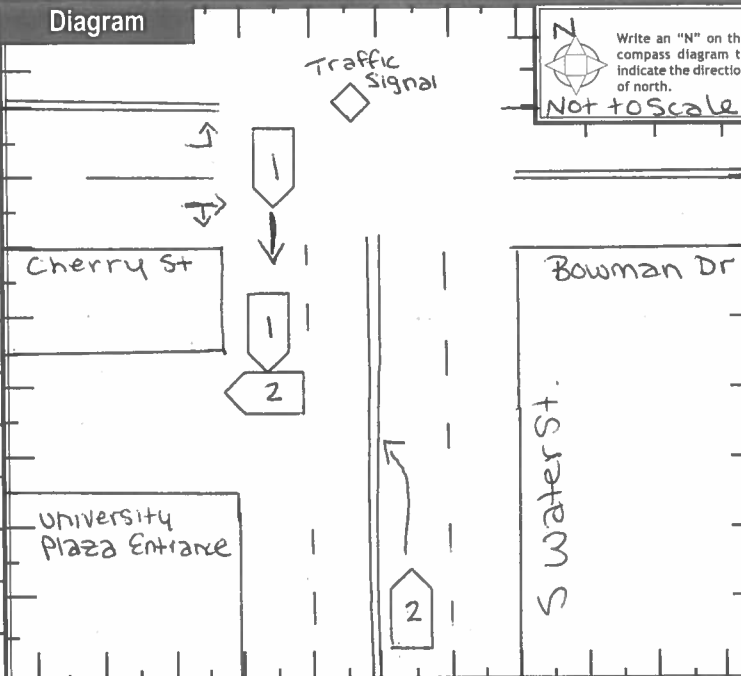 Diagram
N
Write an "N" on th
compass diagram t
indicate the directio
of north.
Not to Scale
Traffic
Signal
1
Cherry St
Bowman Dr
1
2
S Water St.
University
Plaza Entrance
2